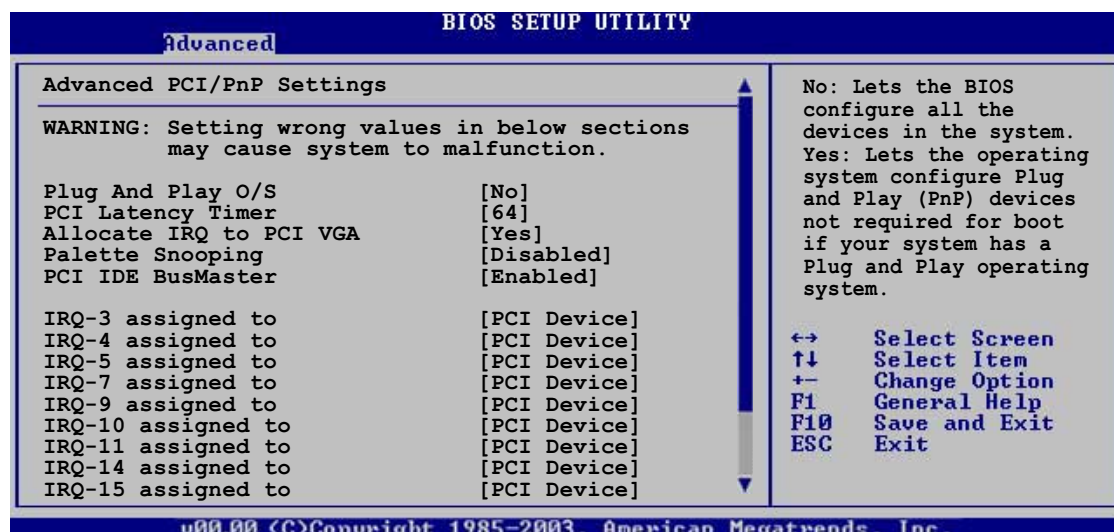 BIOS SETUP UTILITY
Advanced
Advanced PCI/PnP Settings
WARNING: Setting wrong values in below sections
may cause system to malfunction.
Plug And Play O/S [No]
PCI Latency Timer [64]
Allocate IRQ to PCI VGA [Yes]
Palette Snooping [Disabled]
PCI IDE BusMaster [Enabled]
IRQ-3 assigned to [PCI Device]
IRQ-4 assigned to [PCI Device]
IRQ-5 assigned to [PCI Device]
IRQ-7 assigned to [PCI Device]
IRQ-9 assigned to [PCI Device]
IRQ-10 assigned to [PCI Device]
IRQ-11 assigned to [PCI Device]
IRQ-14 assigned to [PCI Device]
IRQ-15 assigned to [PCI Device]
No: Lets the BIOS
configure all the
devices in the system.
Yes: Lets the operating
system configure Plug
and Play (PnP) devices
not required for boot
if your system has a
Plug and Play operating
system.
←→ Select Screen
↑↓ Select Item
+- Change Option
F1 General Help
F10 Save and Exit
ESC Exit
v00.00 (C)Copyright 1985-2003, American Megatrends, Inc.